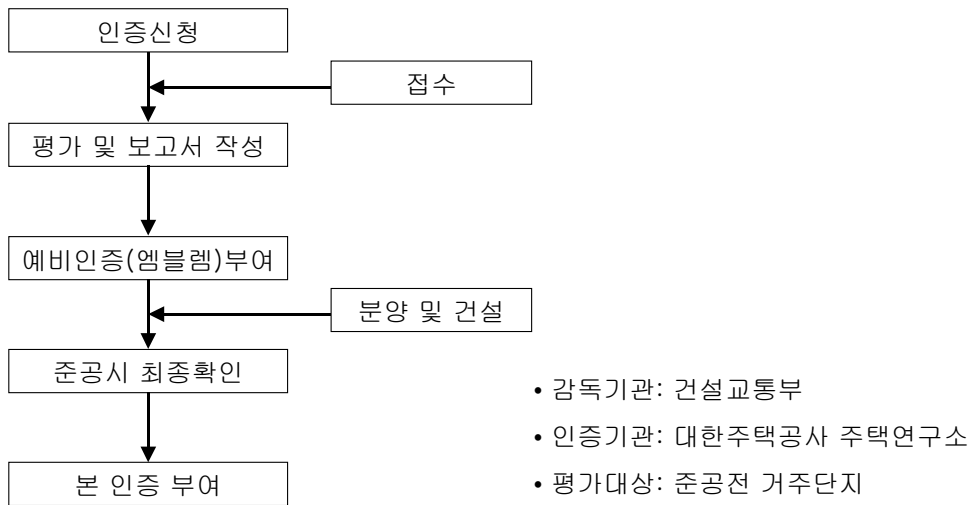 인증신청
접수
평가 및 보고서 작성
예비인증(엠블렘)부여
분양 및 건설
준공시 최종확인
본 인증 부여
• 감독기관: 건설교통부
• 인증기관: 대한주택공사 주택연구소
• 평가대상: 준공전 거주단지